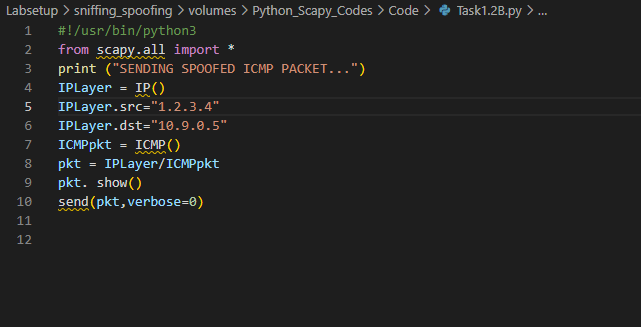 Labsetup > sniffing_spoofing > volumes > Python_Scapy_Codes > Code > Task1.2B.py > ...
1 #!/usr/bin/python3
2 from scapy.all import *
3 print ("SENDING SPOOFED ICMP PACKET...")
4 IPLayer = IP()
5 IPLayer.src="1.2.3.4"
6 IPLayer.dst="10.9.0.5"
7 ICMPpkt = ICMP()
8 pkt = IPLayer/ICMPpkt
9 pkt. show()
10 send(pkt,verbose=0)
11
12